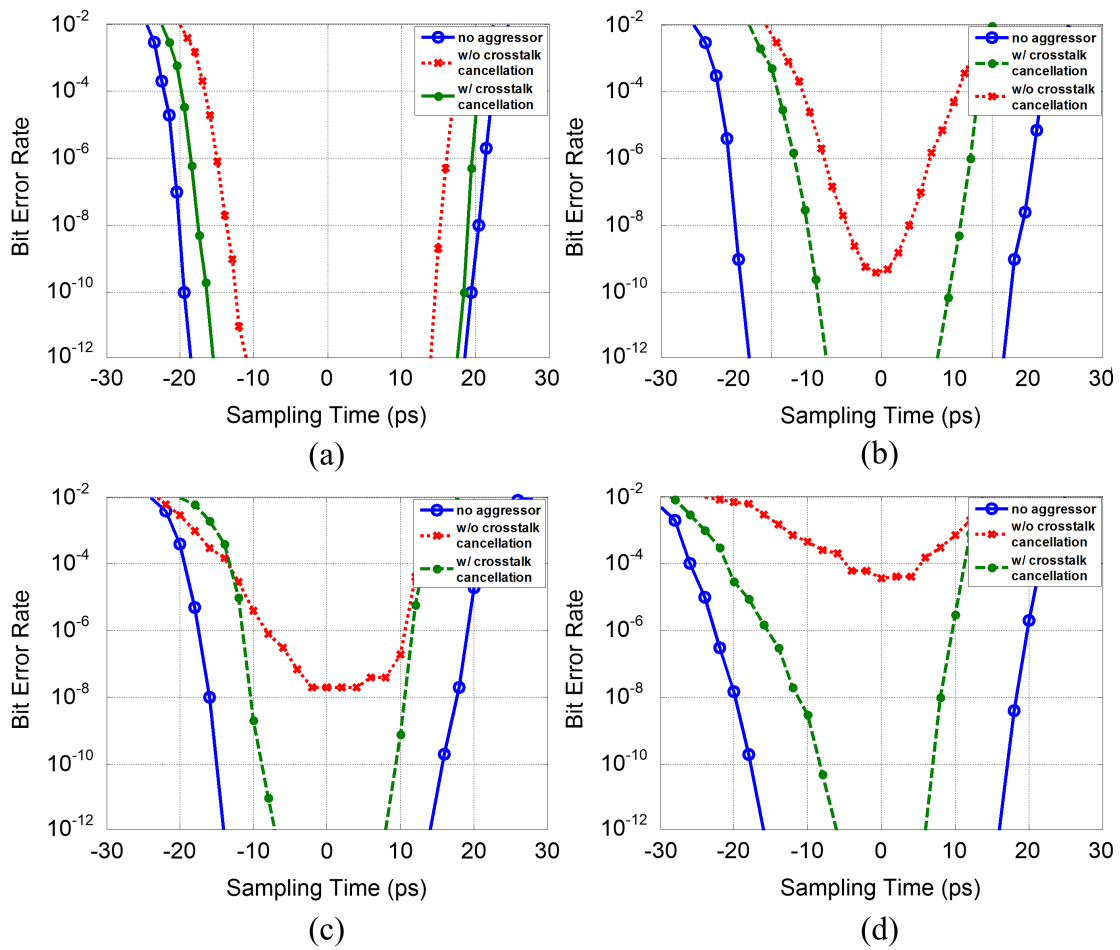 10-2
10-4
10-6
10-8
10-10
10-12
Bit Error Rate
-30 -20 -10 0 10 20 30
Sampling Time (ps)
no aggressor
w/o crosstalk
cancellation
w/ crosstalk
cancellation
(a)
10-2
10-4
10-6
10-8
10-10
10-12
Bit Error Rate
-30 -20 -10 0 10 20 30
Sampling Time (ps)
no aggressor
w/ crosstalk
cancellation
w/o crosstalk
cancellation
(b)
10-2
10-4
10-6
10-8
10-10
10-12
Bit Error Rate
-30 -20 -10 0 10 20 30
Sampling Time (ps)
no aggressor
w/o crosstalk
cancellation
w/ crosstalk
cancellation
(c)
10-2
10-4
10-6
10-8
10-10
10-12
Bit Error Rate
-30 -20 -10 0 10 20 30
Sampling Time (ps)
no aggressor
w/o crosstalk
cancellation
w/ crosstalk
cancellation
(d)